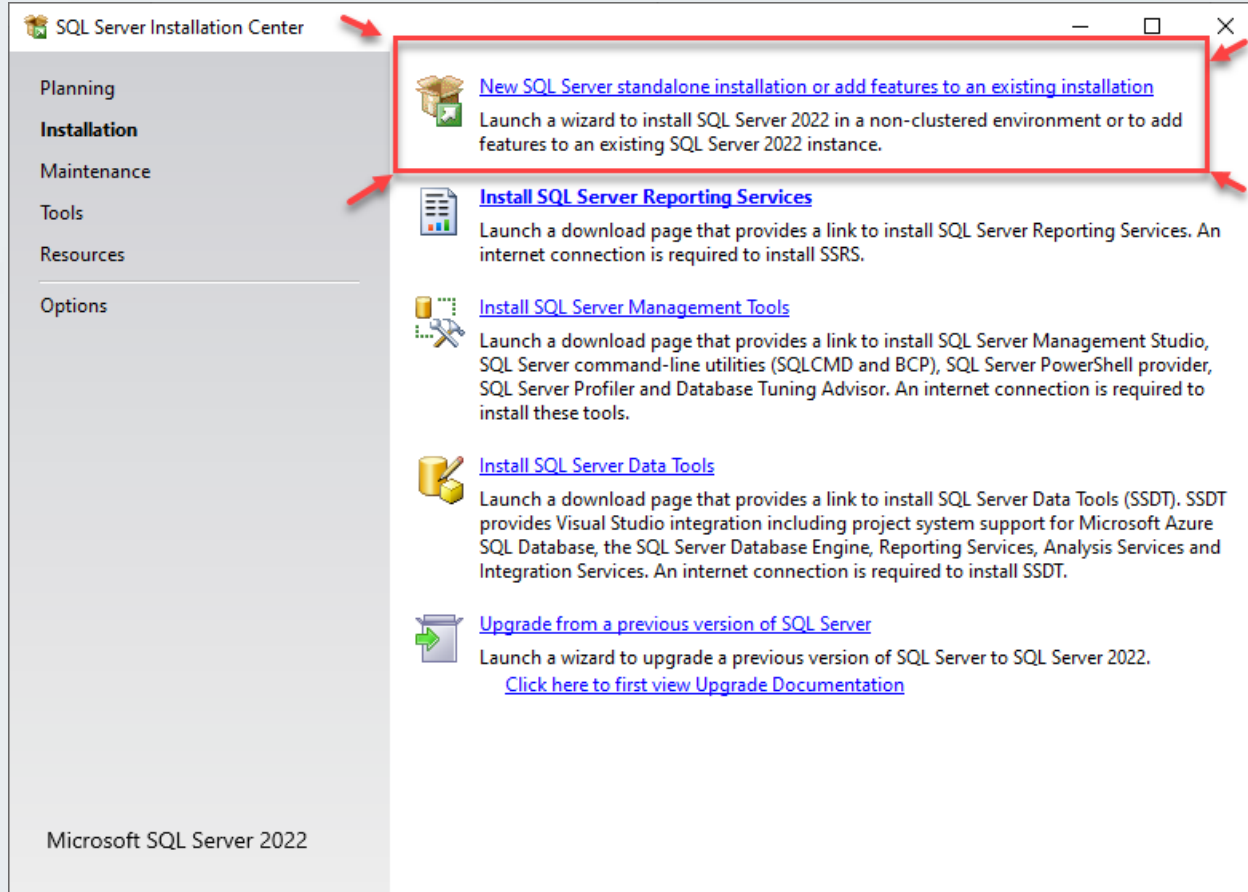 SQL Server Installation Center
Planning
Installation
Maintenance
Tools
Resources
Options
Microsoft SQL Server 2022
New SQL Server standalone installation or add features to an existing installation
Launch a wizard to install SQL Server 2022 in a non-clustered environment or to add
features to an existing SQL Server 2022 instance.
Install SQL Server Reporting Services
Launch a download page that provides a link to install SQL Server Reporting Services. An
internet connection is required to install SSRS.
Install SQL Server Management Tools
Launch a download page that provides a link to install SQL Server Management Studio,
SQL Server command-line utilities (SQLCMD and BCP), SQL Server PowerShell provider,
SQL Server Profiler and Database Tuning Advisor. An internet connection is required to
install these tools.
Install SQL Server Data Tools
Launch a download page that provides a link to install SQL Server Data Tools (SSDT). SSDT
provides Visual Studio integration including project system support for Microsoft Azure
SQL Database, the SQL Server Database Engine, Reporting Services, Analysis Services and
Integration Services. An internet connection is required to install SSDT.
Upgrade from a previous version of SQL Server
Launch a wizard to upgrade a previous version of SQL Server to SQL Server 2022.
Click here to first view Upgrade Documentation